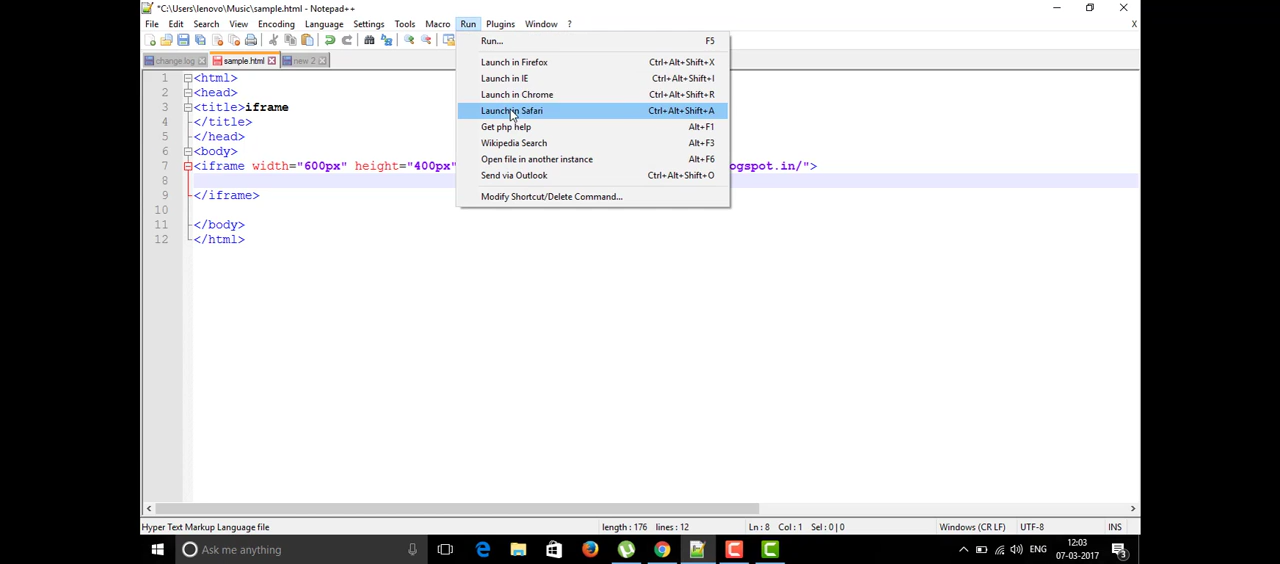 *C:\Users\lenovo\Music\sample.html - Notepad++
File Edit Search View Encoding Language Settings Tools Macro Run Plugins Window ? X
change.log sample.html new 2
Run... F5
Launch in Firefox Ctrl+Alt+Shift+X
Launch in IE Ctrl+Alt+Shift+I
Launch in Chrome Ctrl+Alt+Shift+R
Launch in Safari Ctrl+Alt+Shift+A
Get php help Alt+F1
Wikipedia Search Alt+F3
Open file in another instance Alt+F6
Send via Outlook Ctrl+Alt+Shift+O
Modify Shortcut/Delete Command...
1 <html>
2 <head>
3 <title>iframe
4 </title>
5 </head>
6 <body>
7 <iframe width="600px" height="400px" ogspot.in/">
8
9 </iframe>
10
11 </body>
12 </html>
Hyper Text Markup Language file length : 176 lines : 12 Ln : 8 Col : 1 Sel : 0 | 0 Windows (CR LF) UTF-8 INS
Ask me anything ENG 12:03
07-03-2017 3